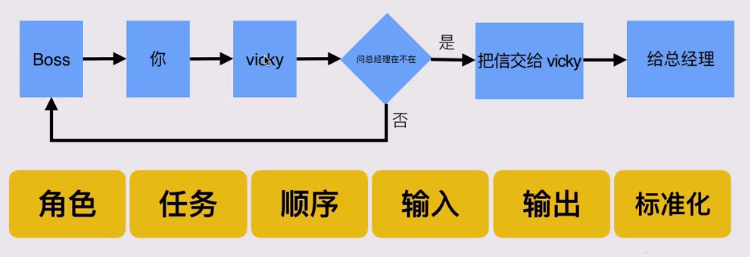 Boss
你
vicky
问总经理在不在
是
把信交给 vicky
给总经理
否
角色
任务
顺序
输入
输出
标准化